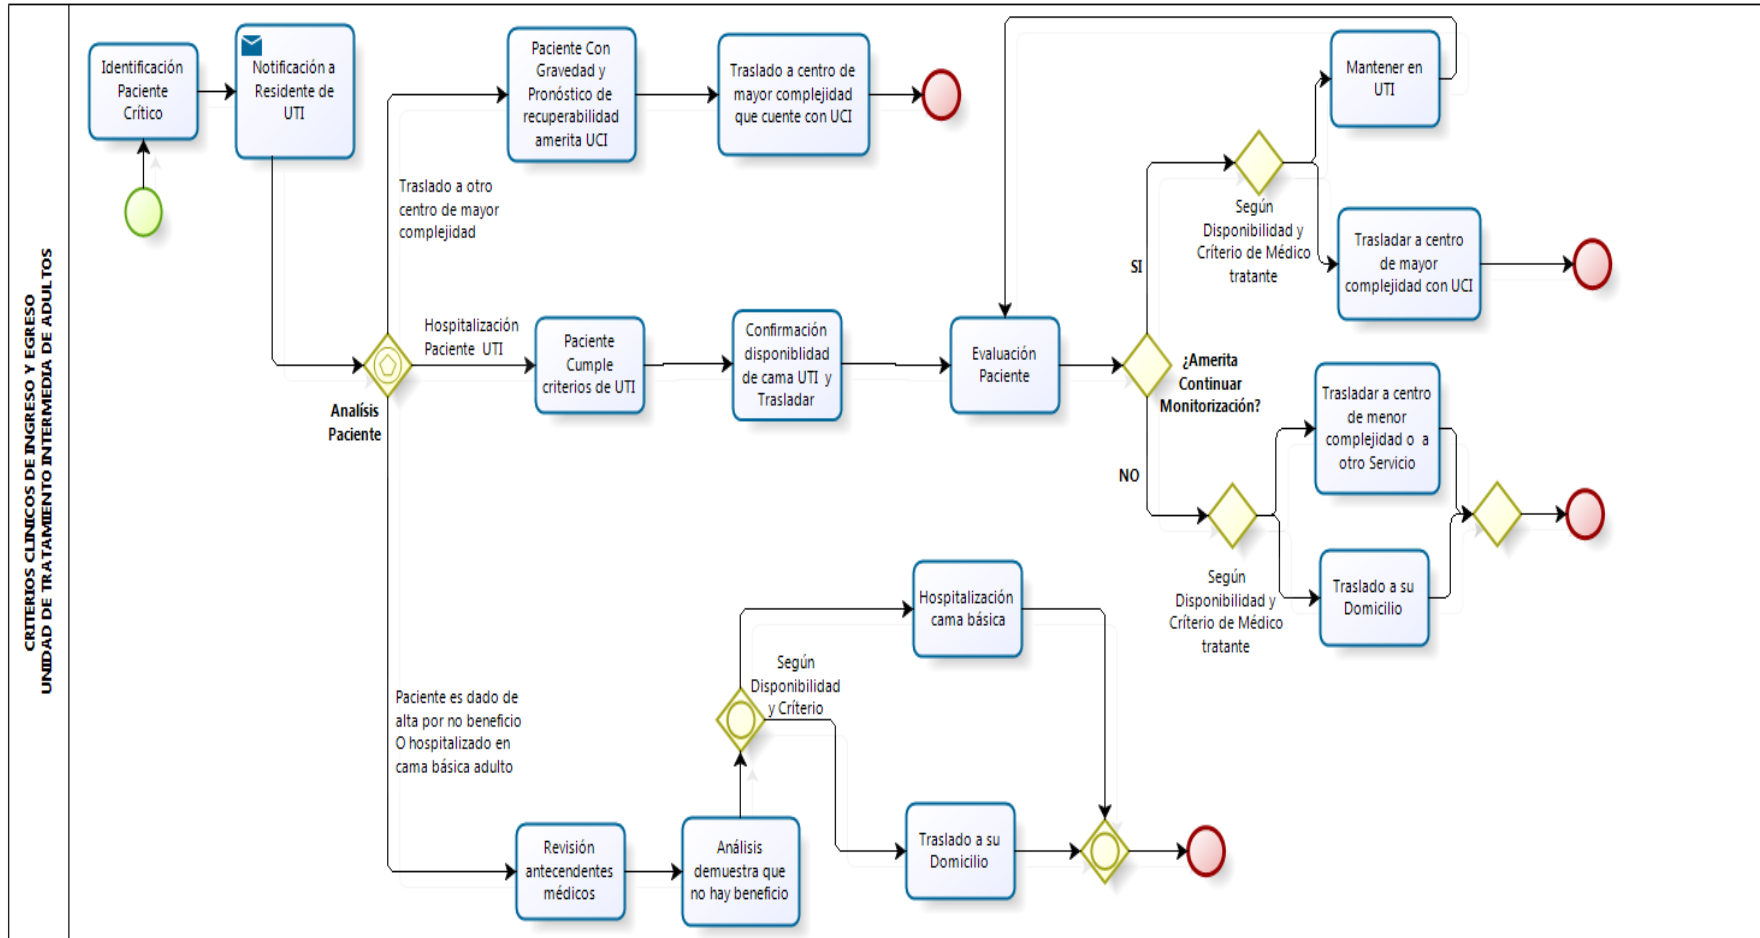 CRITERIOS CLINICOS DE INGRESO Y EGRESO
UNIDAD DE TRATAMIENTO INTERMEDIA DE ADULTOS
Identificación
Paciente
Crítico
Notificación a
Residente de
UTI
Paciente Con
Gravedad y
Pronóstico de
recuperabilidad
amerita UCI
Traslado a centro de
mayor complejidad
que cuente con UCI
Traslado a otro
centro de mayor
complejidad
Analísis
Paciente
Hospitalización
Paciente UTI
Paciente
Cumple
criterios de UTI
Confirmación
disponiblidad
de cama UTI y
Trasladar
Evaluación
Paciente
¿Amerita
Continuar
Monitorización?
SI
Según
Disponibilidad y
Críterio de Médico
tratante
Mantener en
UTI
Trasladar a centro
de mayor
complejidad con UCI
NO
Según
Disponibilidad y
Críterio de Médico
tratante
Trasladar a centro
de menor
complejidad o a
otro Servicio
Traslado a su
Domicilio
Paciente es dado de
alta por no beneficio
O hospitalizado en
cama básica adulto
Revisión
antecendentes
médicos
Análisis
demuestra que
no hay beneficio
Según
Disponibilidad
y Críterio
Hospitalización
cama básica
Traslado a su
Domicilio